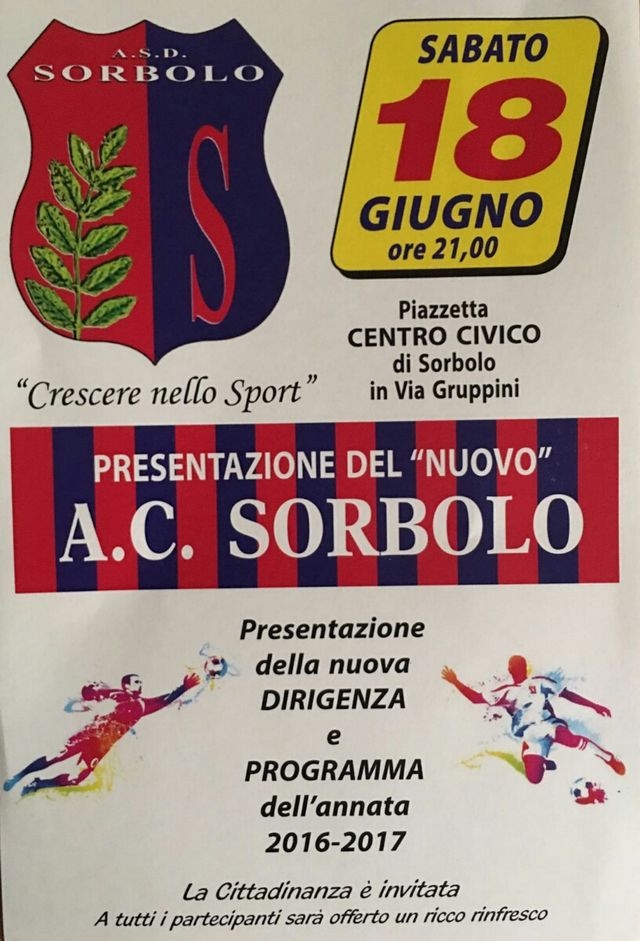 A.S.D.
SORBOLO
S
"Crescere nello Sport"
SABATO
18
GIUGNO
ore 21,00
Piazzetta
CENTRO CIVICO
di Sorbolo
in Via Gruppini
PRESENTAZIONE DEL "NUOVO"
A.C. SORBOLO
Presentazione
della nuova
DIRIGENZA
e
PROGRAMMA
dell'annata
2016-2017
La Cittadinanza è invitata
A tutti i partecipanti sarà offerto un ricco rinfresco